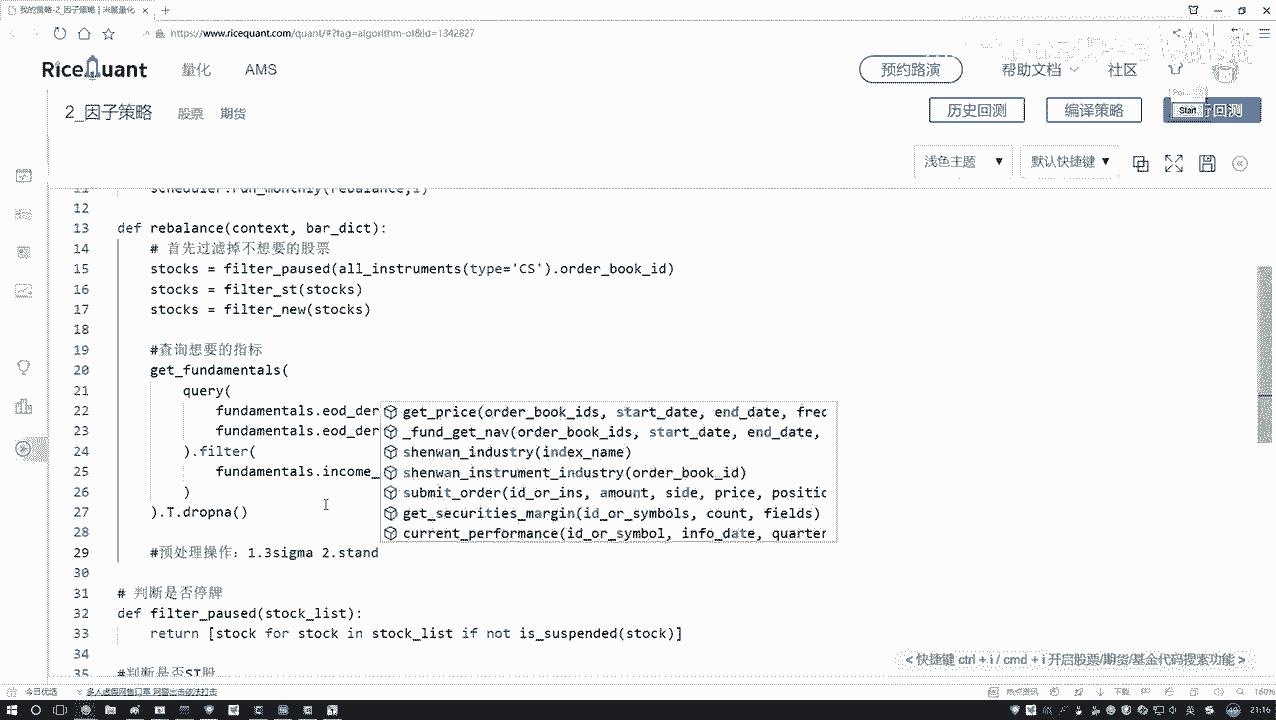 我的策略-2_因子策略 | 米筐量化
https://www.ricequant.com/quant/#?tag=algorithm-ol&id=1342827
RiceQuant 量化 AMS 预约路演 帮助文档 社区
2_因子策略 股票 期货 历史回测 编译策略 Start 回测
浅色主题 默认快捷键
11 scheduler.run_monthly(rebalance,1)
12
13 def rebalance(context, bar_dict):
14 # 首先过滤掉不想要的股票
15 stocks = filter_paused(all_instruments(type='CS').order_book_id)
16 stocks = filter_st(stocks)
17 stocks = filter_new(stocks)
18
19 #查询想要的指标
20 get_fundamentals(
21 query(
22 fundamentals.eod_der get_price(order_book_ids, start_date, end_date, frec
23 fundamentals.eod_der _fund_get_nav(order_book_ids, start_date, end_date,
24 ).filter( shenwan_industry(index_name)
25 fundamentals.income_ shenwan_instrument_industry(order_book_id)
26 ) submit_order(id_or_ins, amount, side, price, positic
27 ).T.dropna() get_securities_margin(id_or_symbols, count, fields)
28 current_performance(id_or_symbol, info_date, quarter
29 #预处理操作：1.3sigma 2.stand
30
31 # 判断是否停牌
32 def filter_paused(stock_list):
33 return [stock for stock in stock_list if not is_suspended(stock)]
34
35 #判断是否ST股
< 快捷键 ctrl + i / cmd + i 开启股票/期货/基金代码搜索功能 >
今日优选 多人虚假网售口罩 网警出击依法打击 热点资讯 下载 160%
英 21:16